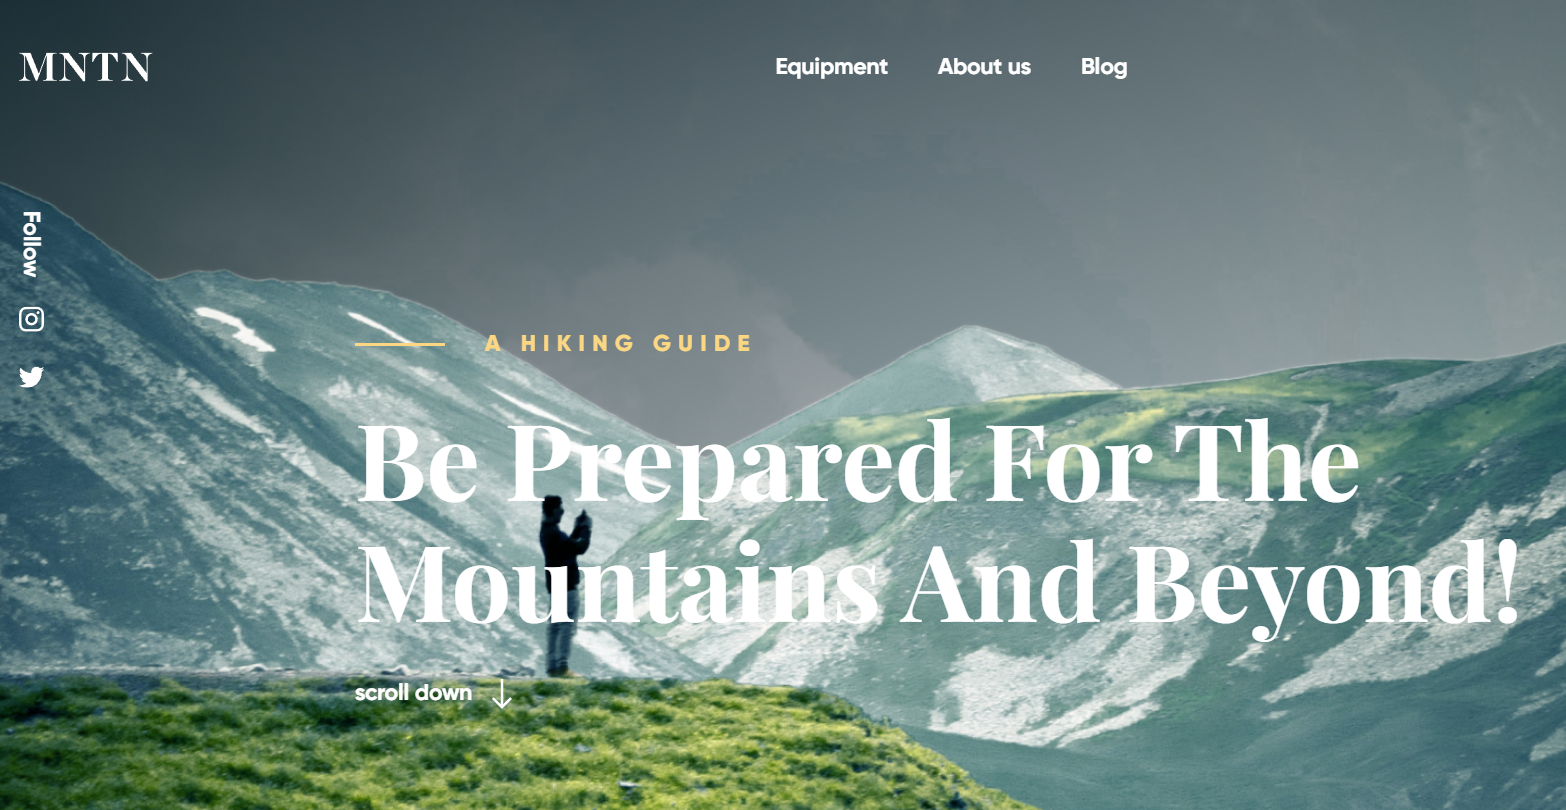 MNTN
Equipment
About us
Blog
Follow
A HIKING GUIDE
Be Prepared For The
Mountains And Beyond!
scroll down